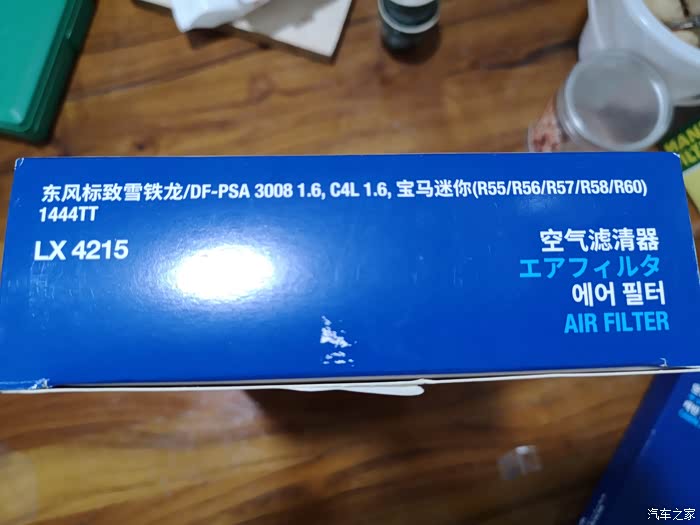 东风标致雪铁龙/DF-PSA 3008 1.6, C4L 1.6, 宝马迷你(R55/R56/R57/R58/R60)
1444TT
LX 4215
空气滤清器
エアフィルタ
에어 필터
AIR FILTER
汽车之家